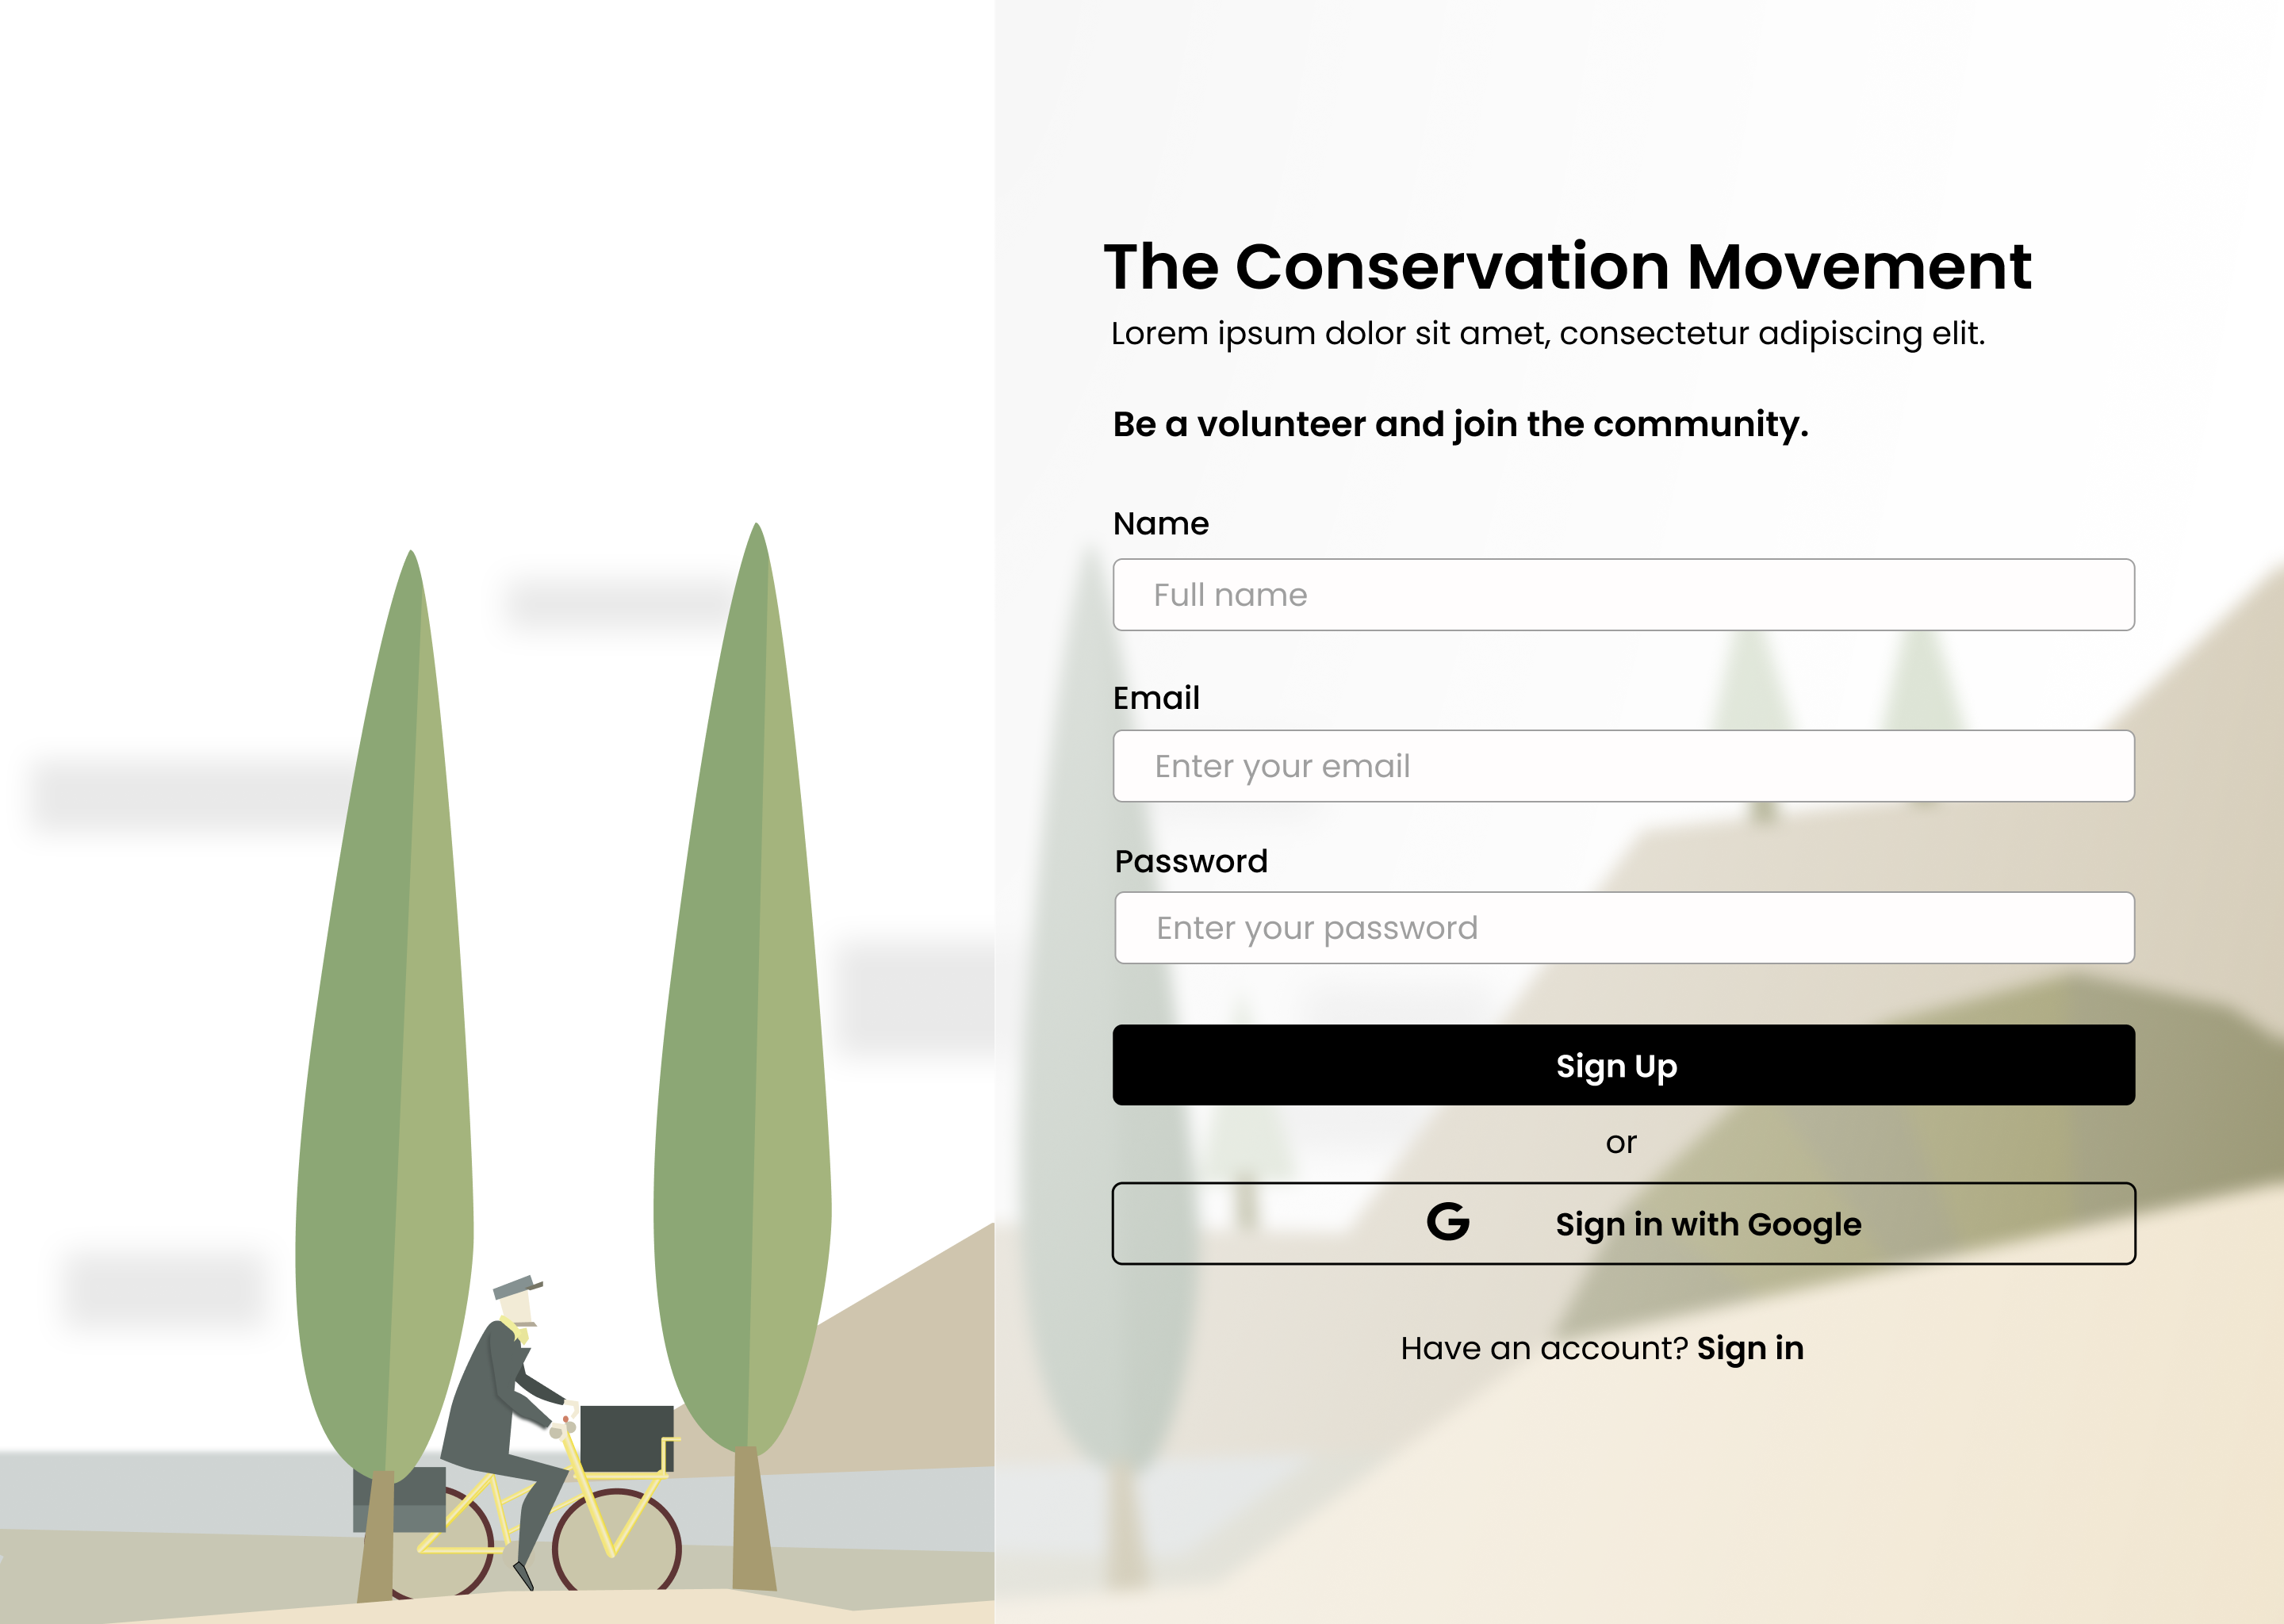 The Conservation Movement
Lorem ipsum dolor sit amet, consectetur adipiscing elit.
Be a volunteer and join the community.
Name
Full name
Email
Enter your email
Password
Enter your password
Sign Up
or
G Sign in with Google
Have an account? Sign in